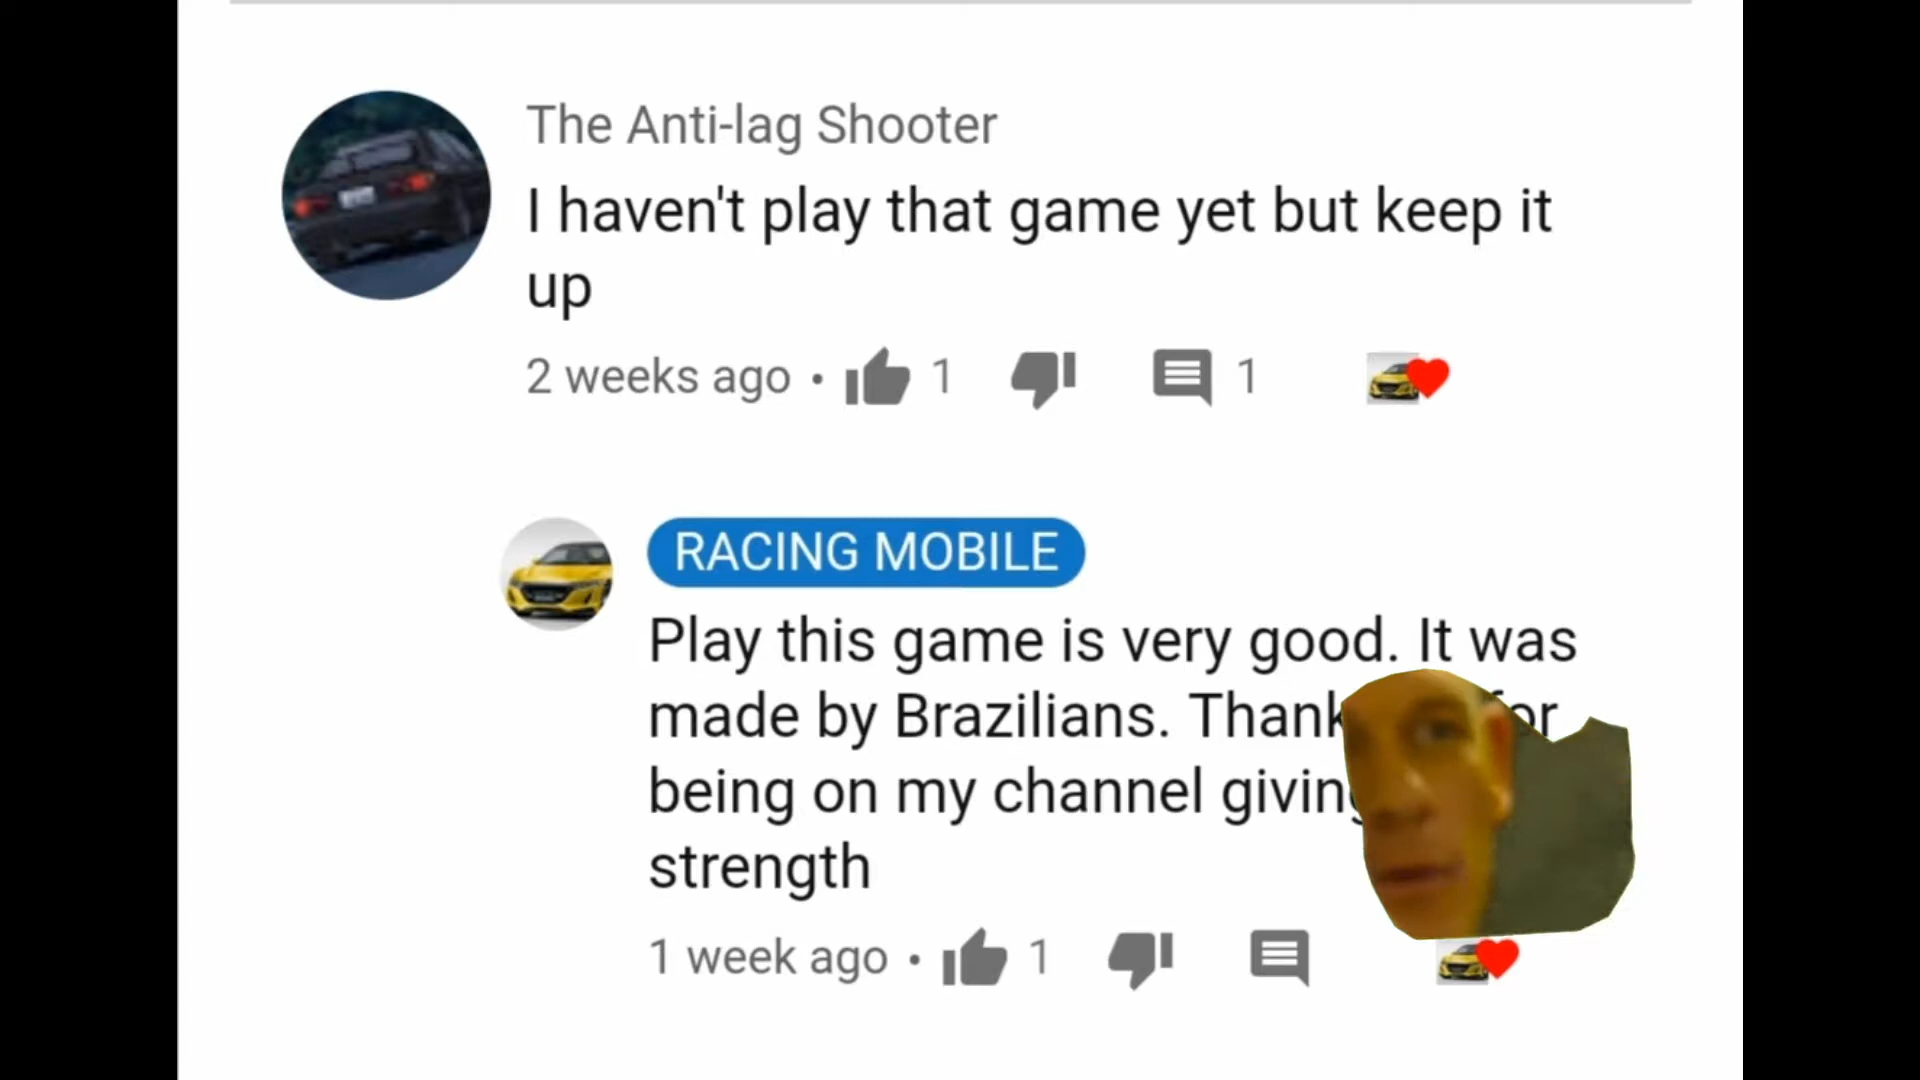 The Anti-lag Shooter
I haven't play that game yet but keep it
up
2 weeks ago • 1 1
RACING MOBILE
Play this game is very good. It was
made by Brazilians. Thank
being on my channel giving
strength
1 week ago • 1